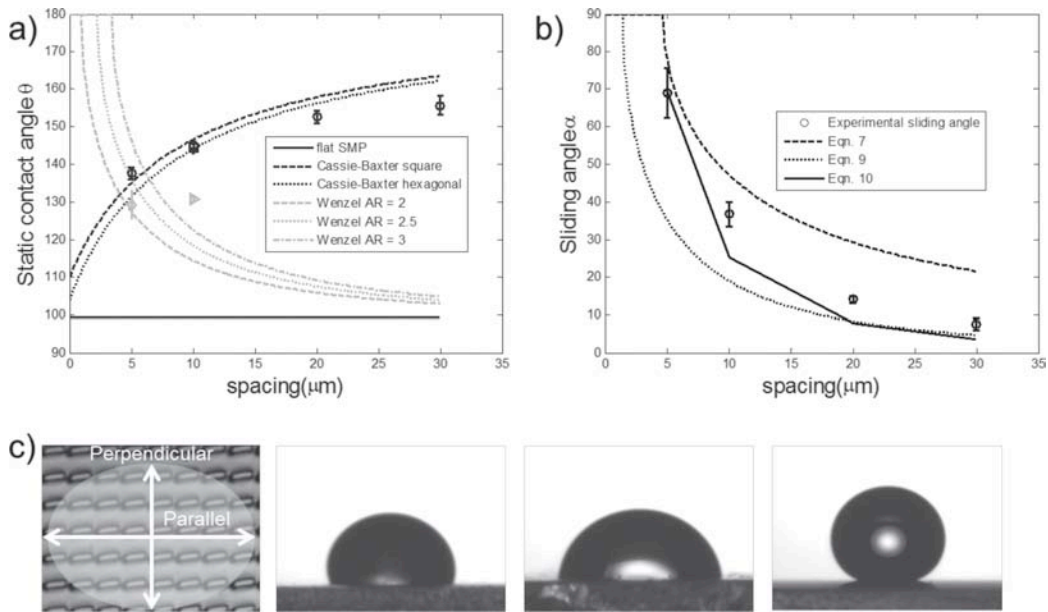 a)
180
170
160
150
140
130
120
110
100
90
Static contact angle θ
flat SMP
Cassie-Baxter square
Cassie-Baxter hexagonal
Wenzel AR = 2
Wenzel AR = 2.5
Wenzel AR = 3
0 5 10 15 20 25 30 35
spacing(μm)
b)
90
80
70
60
50
40
30
20
10
0
Sliding angle α
Experimental sliding angle
Eqn. 7
Eqn. 9
Eqn. 10
0 5 10 15 20 25 30 35
spacing(μm)
c)
Perpendicular
Parallel